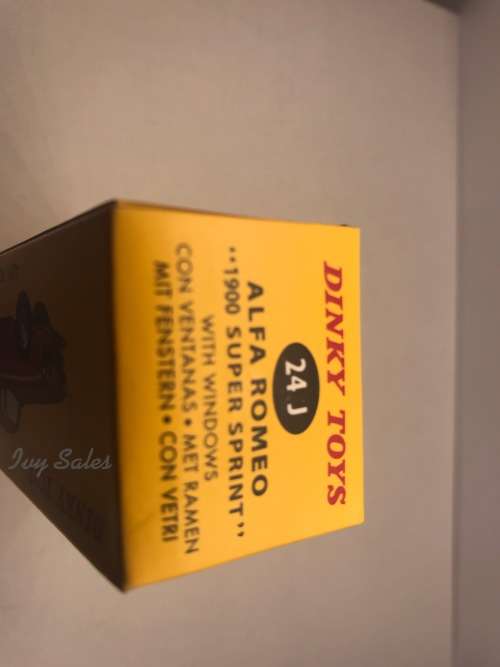 DINKY TOYS
24 J
ALFA ROMEO
"1900 SUPER SPRINT"
WITH WINDOWS
CON VENTANAS • MET RAMEN
MIT FENSTERN • CON VETRI
Ivy Sales